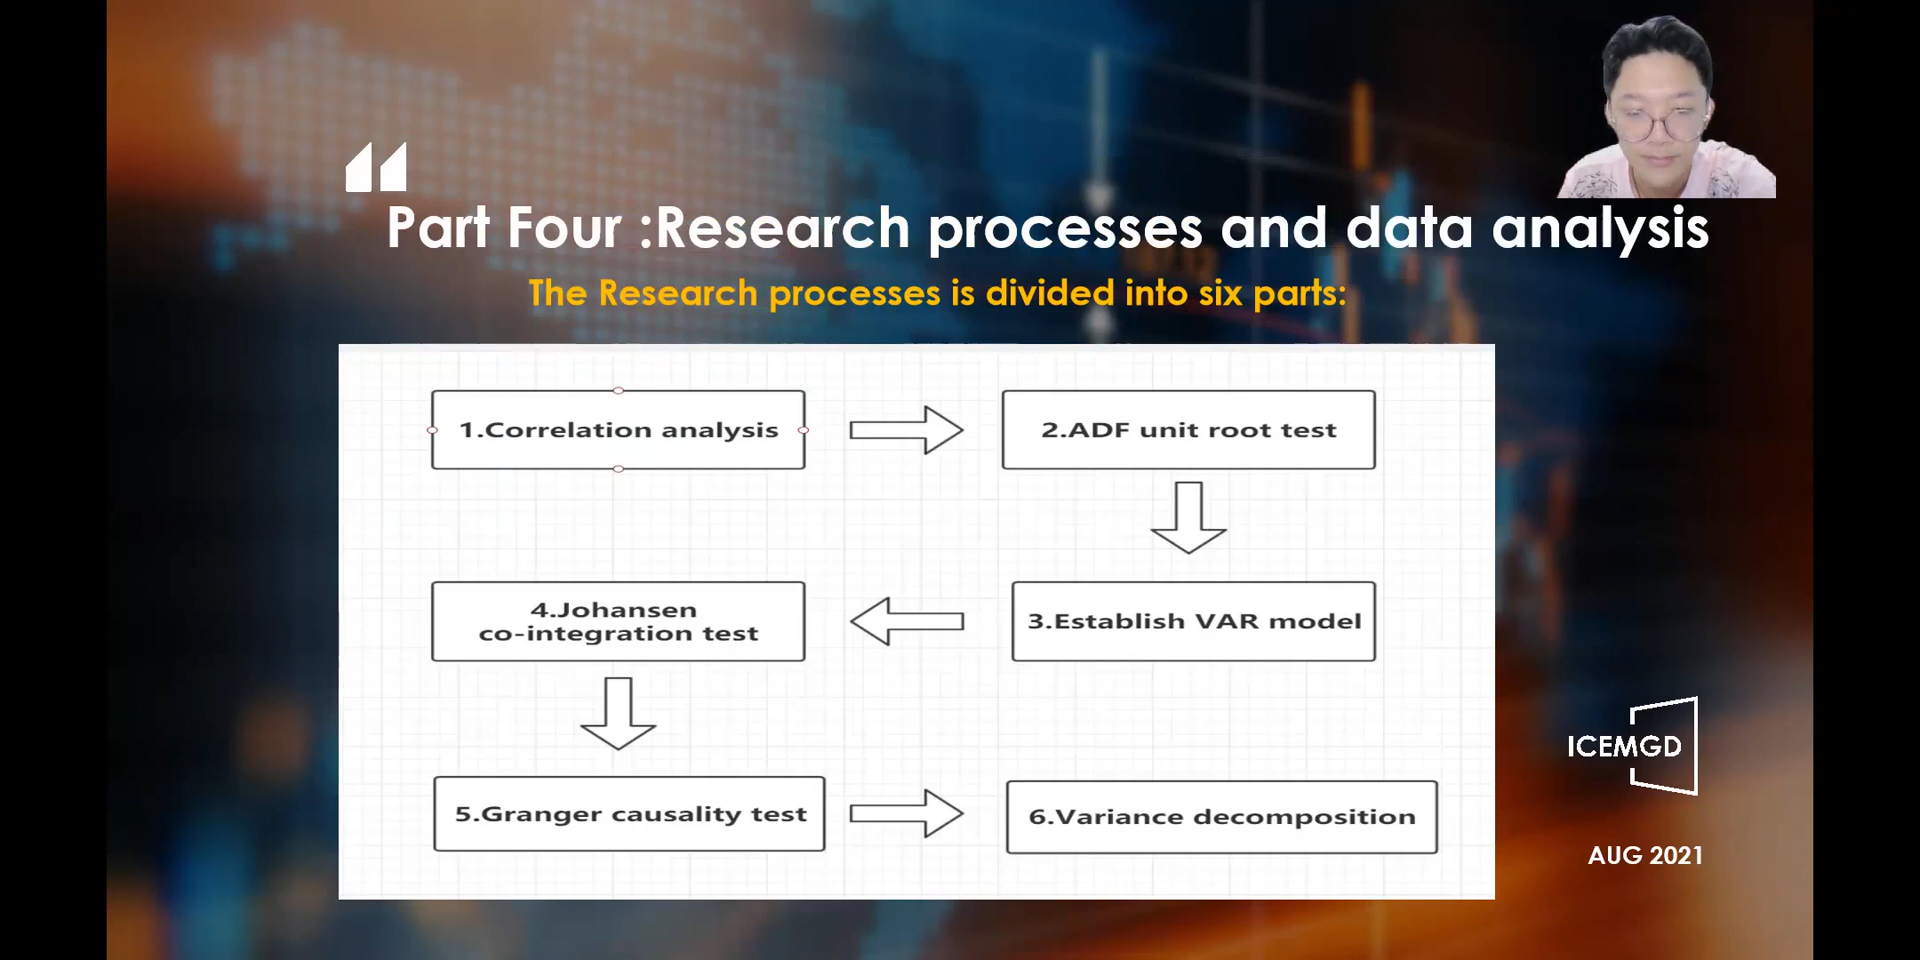 Part Four :Research processes and data analysis
The Research processes is divided into six parts:
1.Correlation analysis
2.ADF unit root test
3.Establish VAR model
4.Johansen
co-integration test
5.Granger causality test
6.Variance decomposition
ICEMGD
AUG 2021